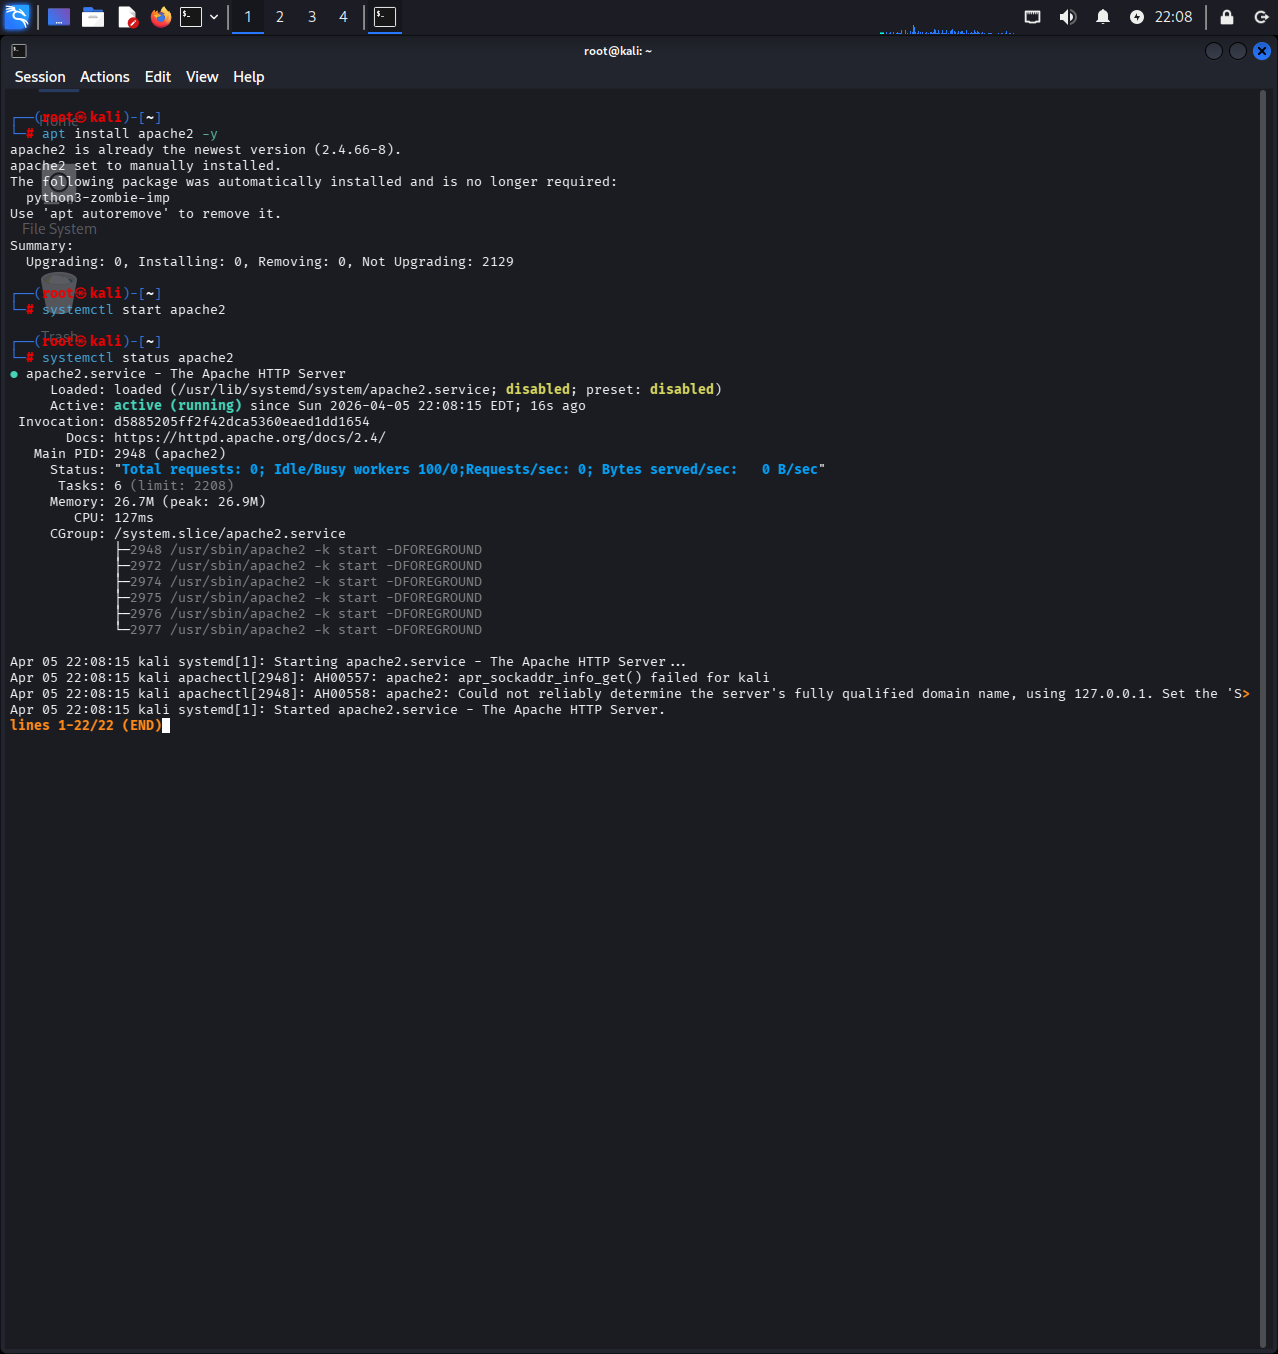 1 2 3 4 22:08
root@kali: ~
Session Actions Edit View Help
┌──(root㉿kali)-[~]
└─# apt install apache2 -y
apache2 is already the newest version (2.4.66-8).
apache2 set to manually installed.
The following package was automatically installed and is no longer required:
  python3-zombie-imp
Use 'apt autoremove' to remove it.
Summary:
  Upgrading: 0, Installing: 0, Removing: 0, Not Upgrading: 2129
┌──(root㉿kali)-[~]
└─# systemctl start apache2
┌──(root㉿kali)-[~]
└─# systemctl status apache2
● apache2.service - The Apache HTTP Server
     Loaded: loaded (/usr/lib/systemd/system/apache2.service; disabled; preset: disabled)
     Active: active (running) since Sun 2026-04-05 22:08:15 EDT; 16s ago
 Invocation: d5885205ff2f42dca5360eaed1dd1654
       Docs: https://httpd.apache.org/docs/2.4/
   Main PID: 2948 (apache2)
     Status: "Total requests: 0; Idle/Busy workers 100/0;Requests/sec: 0; Bytes served/sec:   0 B/sec"
      Tasks: 6 (limit: 2208)
     Memory: 26.7M (peak: 26.9M)
        CPU: 127ms
     CGroup: /system.slice/apache2.service
             ├─2948 /usr/sbin/apache2 -k start -DFOREGROUND
             ├─2972 /usr/sbin/apache2 -k start -DFOREGROUND
             ├─2974 /usr/sbin/apache2 -k start -DFOREGROUND
             ├─2975 /usr/sbin/apache2 -k start -DFOREGROUND
             ├─2976 /usr/sbin/apache2 -k start -DFOREGROUND
             └─2977 /usr/sbin/apache2 -k start -DFOREGROUND
Apr 05 22:08:15 kali systemd[1]: Starting apache2.service - The Apache HTTP Server...
Apr 05 22:08:15 kali apachectl[2948]: AH00557: apache2: apr_sockaddr_info_get() failed for kali
Apr 05 22:08:15 kali apachectl[2948]: AH00558: apache2: Could not reliably determine the server's fully qualified domain name, using 127.0.0.1. Set the 'S>
Apr 05 22:08:15 kali systemd[1]: Started apache2.service - The Apache HTTP Server.
lines 1-22/22 (END)
Home
File System
Trash